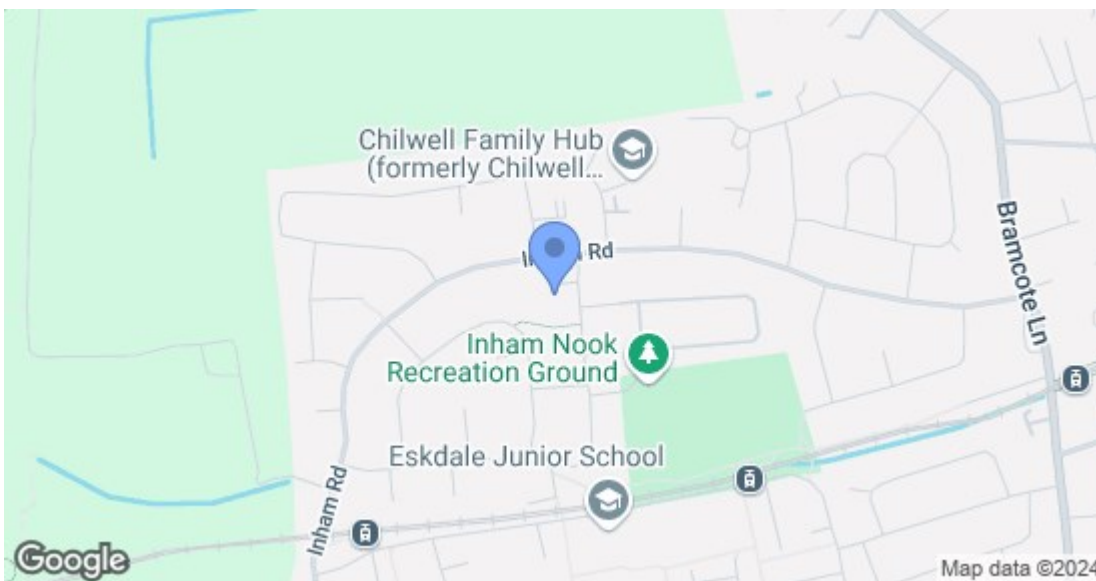 Chilwell Family Hub
(formerly Chilwell...
Rd
Bramcote Ln
Inham Nook
Recreation Ground
Eskdale Junior School
Inham Rd
Google
Map data ©2024